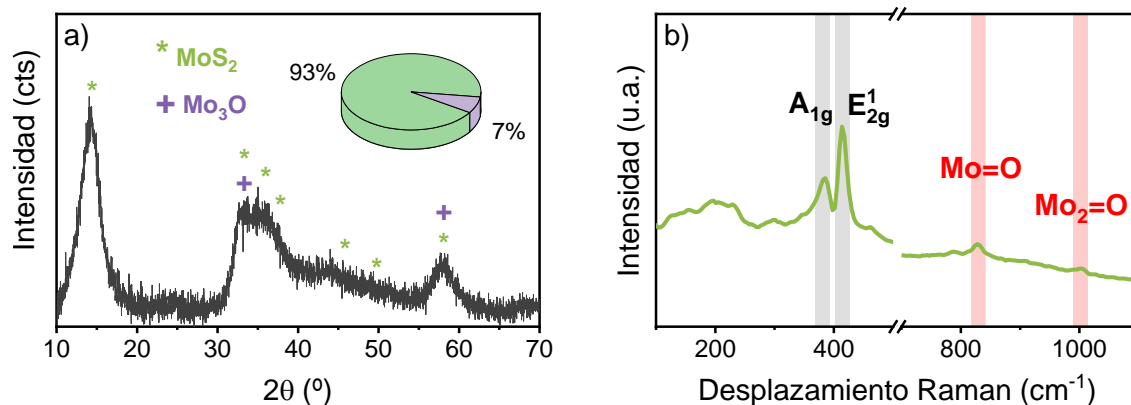 a)
* MoS₂
+ Mo₃O
93%
7%
Intensidad (cts)
10 20 30 40 50 60 70
2θ (º)
b)
A₁g E¹₂g
Mo=O
Mo₂=O
Intensidad (u.a.)
200 400 800 1000
Desplazamiento Raman (cm⁻¹)